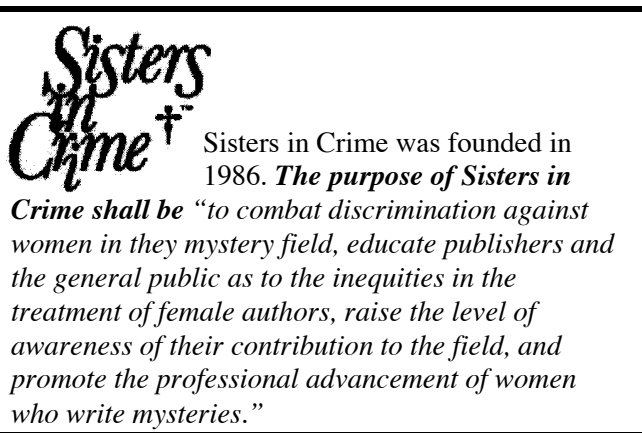 Sisters
in
Crime †™
Sisters in Crime was founded in
1986. The purpose of Sisters in
Crime shall be “to combat discrimination against
women in they mystery field, educate publishers and
the general public as to the inequities in the
treatment of female authors, raise the level of
awareness of their contribution to the field, and
promote the professional advancement of women
who write mysteries.”